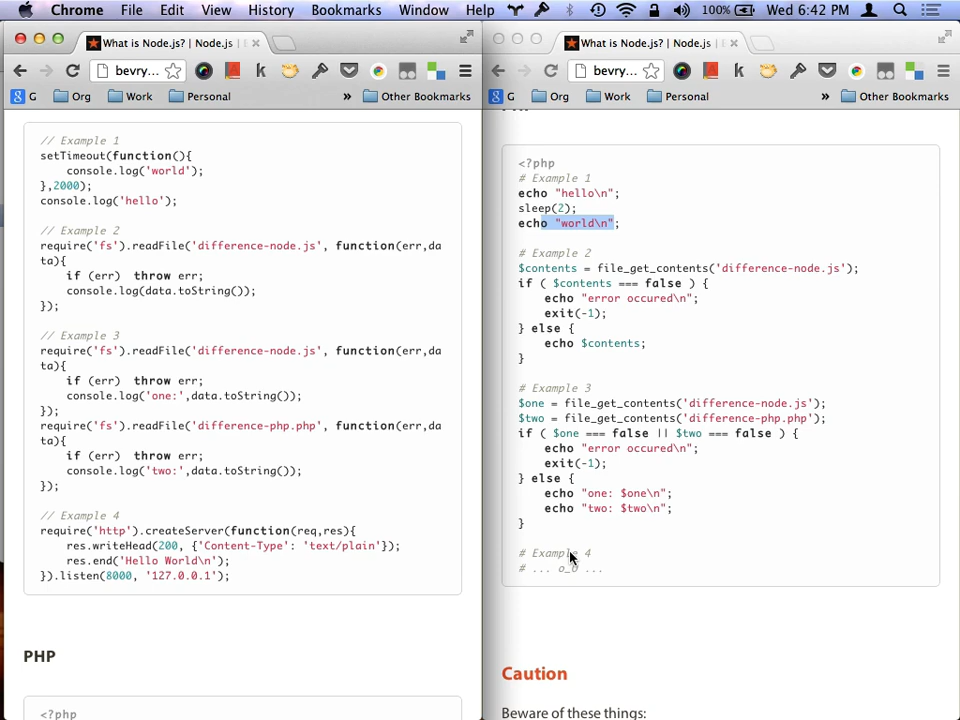 Chrome File Edit View History Bookmarks Window Help 100% Wed 6:42 PM
What is Node.js? | Node.js
bevry...
G Org Work Personal » Other Bookmarks
// Example 1
setTimeout(function(){
console.log('world');
},2000);
console.log('hello');
// Example 2
require('fs').readFile('difference-node.js', function(err,da
ta){
if (err) throw err;
console.log(data.toString());
});
// Example 3
require('fs').readFile('difference-node.js', function(err,da
ta){
if (err) throw err;
console.log('one:',data.toString());
});
require('fs').readFile('difference-php.php', function(err,da
ta){
if (err) throw err;
console.log('two:',data.toString());
});
// Example 4
require('http').createServer(function(req,res){
res.writeHead(200, {'Content-Type': 'text/plain'});
res.end('Hello World\n');
}).listen(8000, '127.0.0.1');
PHP
<?php
What is Node.js? | Node.js
bevry...
G Org Work Personal » Other Bookmarks
<?php
# Example 1
echo "hello\n";
sleep(2);
echo "world\n";
# Example 2
$contents = file_get_contents('difference-node.js');
if ( $contents === false ) {
echo "error occured\n";
exit(-1);
} else {
echo $contents;
}
# Example 3
$one = file_get_contents('difference-node.js');
$two = file_get_contents('difference-php.php');
if ( $one === false || $two === false ) {
echo "error occured\n";
exit(-1);
} else {
echo "one: $one\n";
echo "two: $two\n";
}
# Example 4
# ... o_O ...
Caution
Beware of these things: